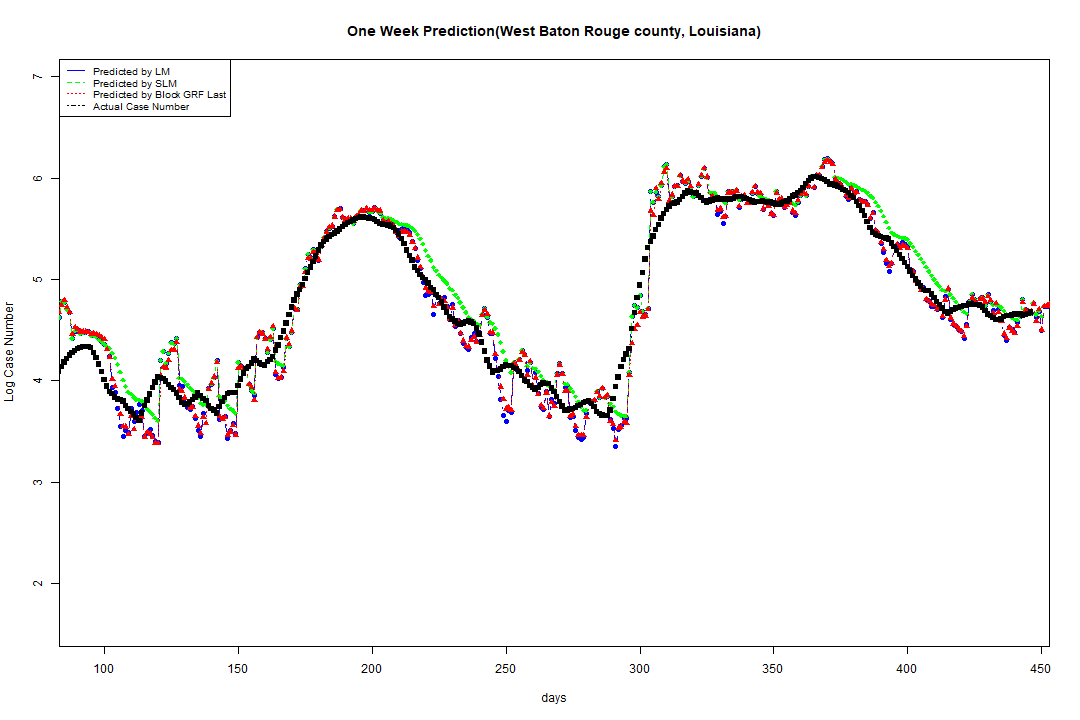 One Week Prediction(West Baton Rouge county, Louisiana)
Predicted by LM
Predicted by SLM
Predicted by Block GRF Last
Actual Case Number
7
6
5
4
3
2
Log Case Number
100 150 200 250 300 350 400 450
days